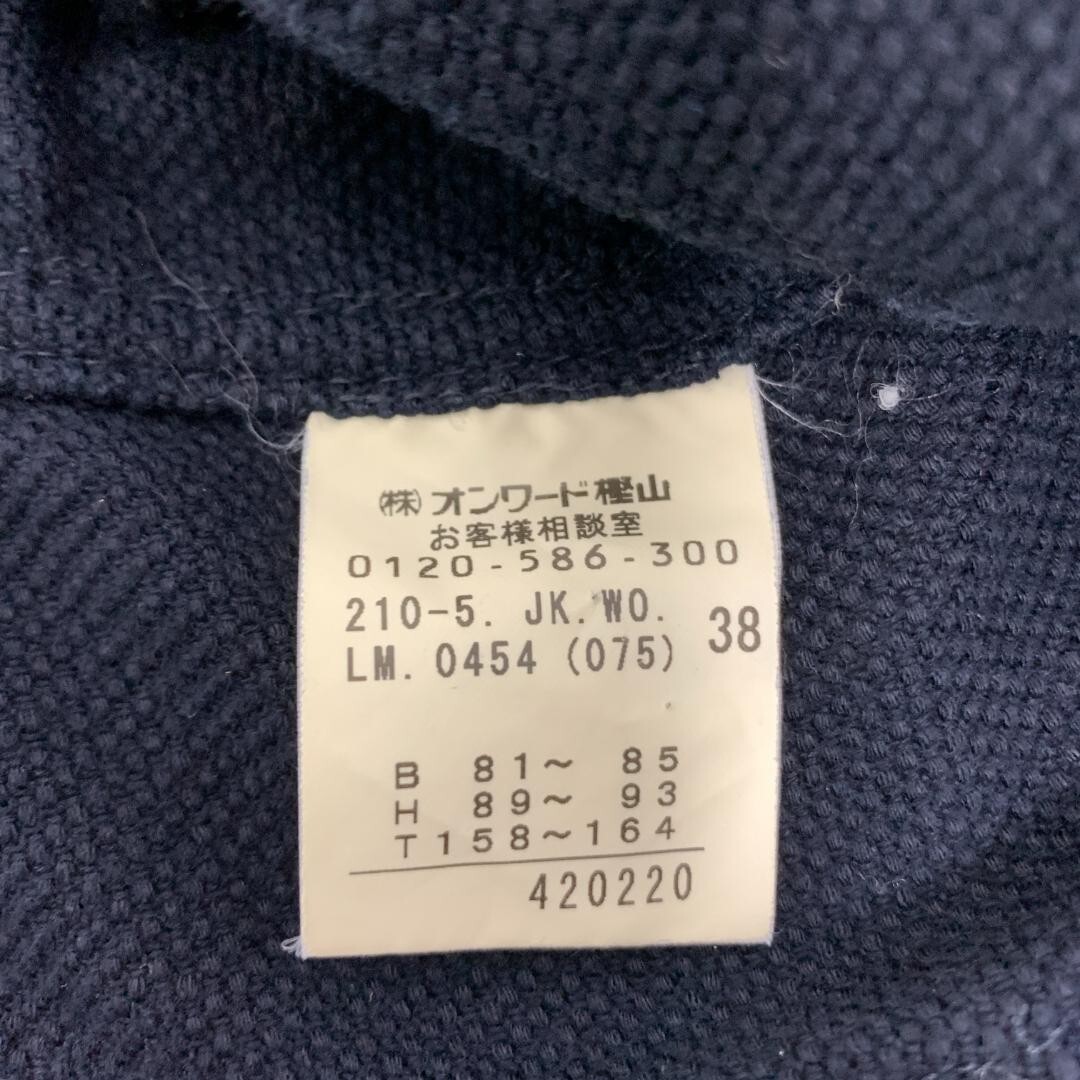 ㈱オンワード樫山
お客様相談室
0120-586-300
210-5. JK.WO.
LM.0454(075) 38
B 81～ 85
H 89～ 93
T158～164
420220